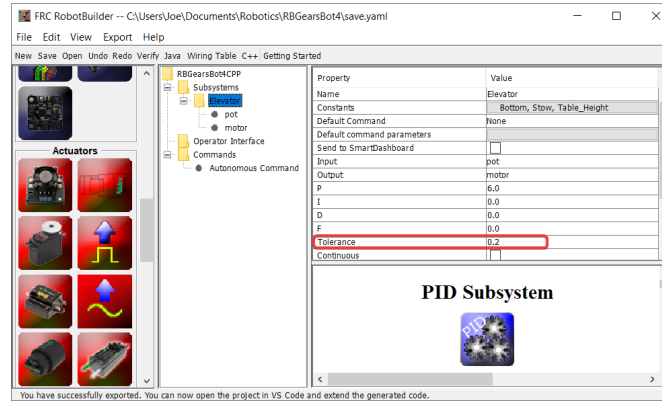 FRC RobotBuilder -- C:\Users\Joe\Documents\Robotics\RBGearsBot4\save.yaml
File Edit View Export Help
New Save Open Undo Redo Verify Java Wiring Table C++ Getting Started
Actuators
RBGearsBot4CPP
Subsystems
Elevator
pot
motor
Operator Interface
Commands
Autonomous Command
Property Value
Name Elevator
Constants Bottom, Stow, Table_Height
Default Command None
Default command parameters
Send to SmartDashboard
Input pot
Output motor
P 6.0
I 0.0
D 0.0
F 0.0
Tolerance 0.2
Continuous
PID Subsystem
PID
You have successfully exported. You can now open the project in VS Code and extend the generated code.